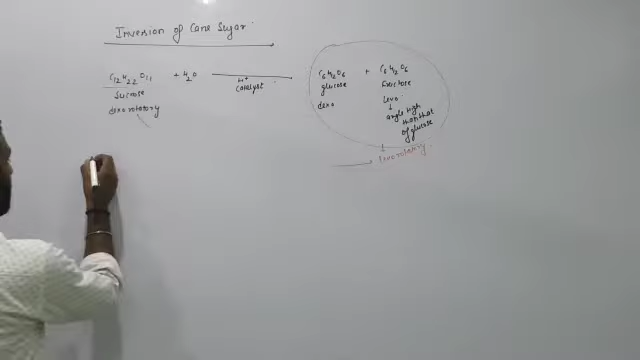 Inversion of Cane Sugar
C12H22O11 + H2O H+ C6H12O6 + C6H12O6
catalyst
Sucrose glucose Fructose
dextrorotatory dextro Levo
↓
angle high
than that
of glucose
↓
Levorotatory